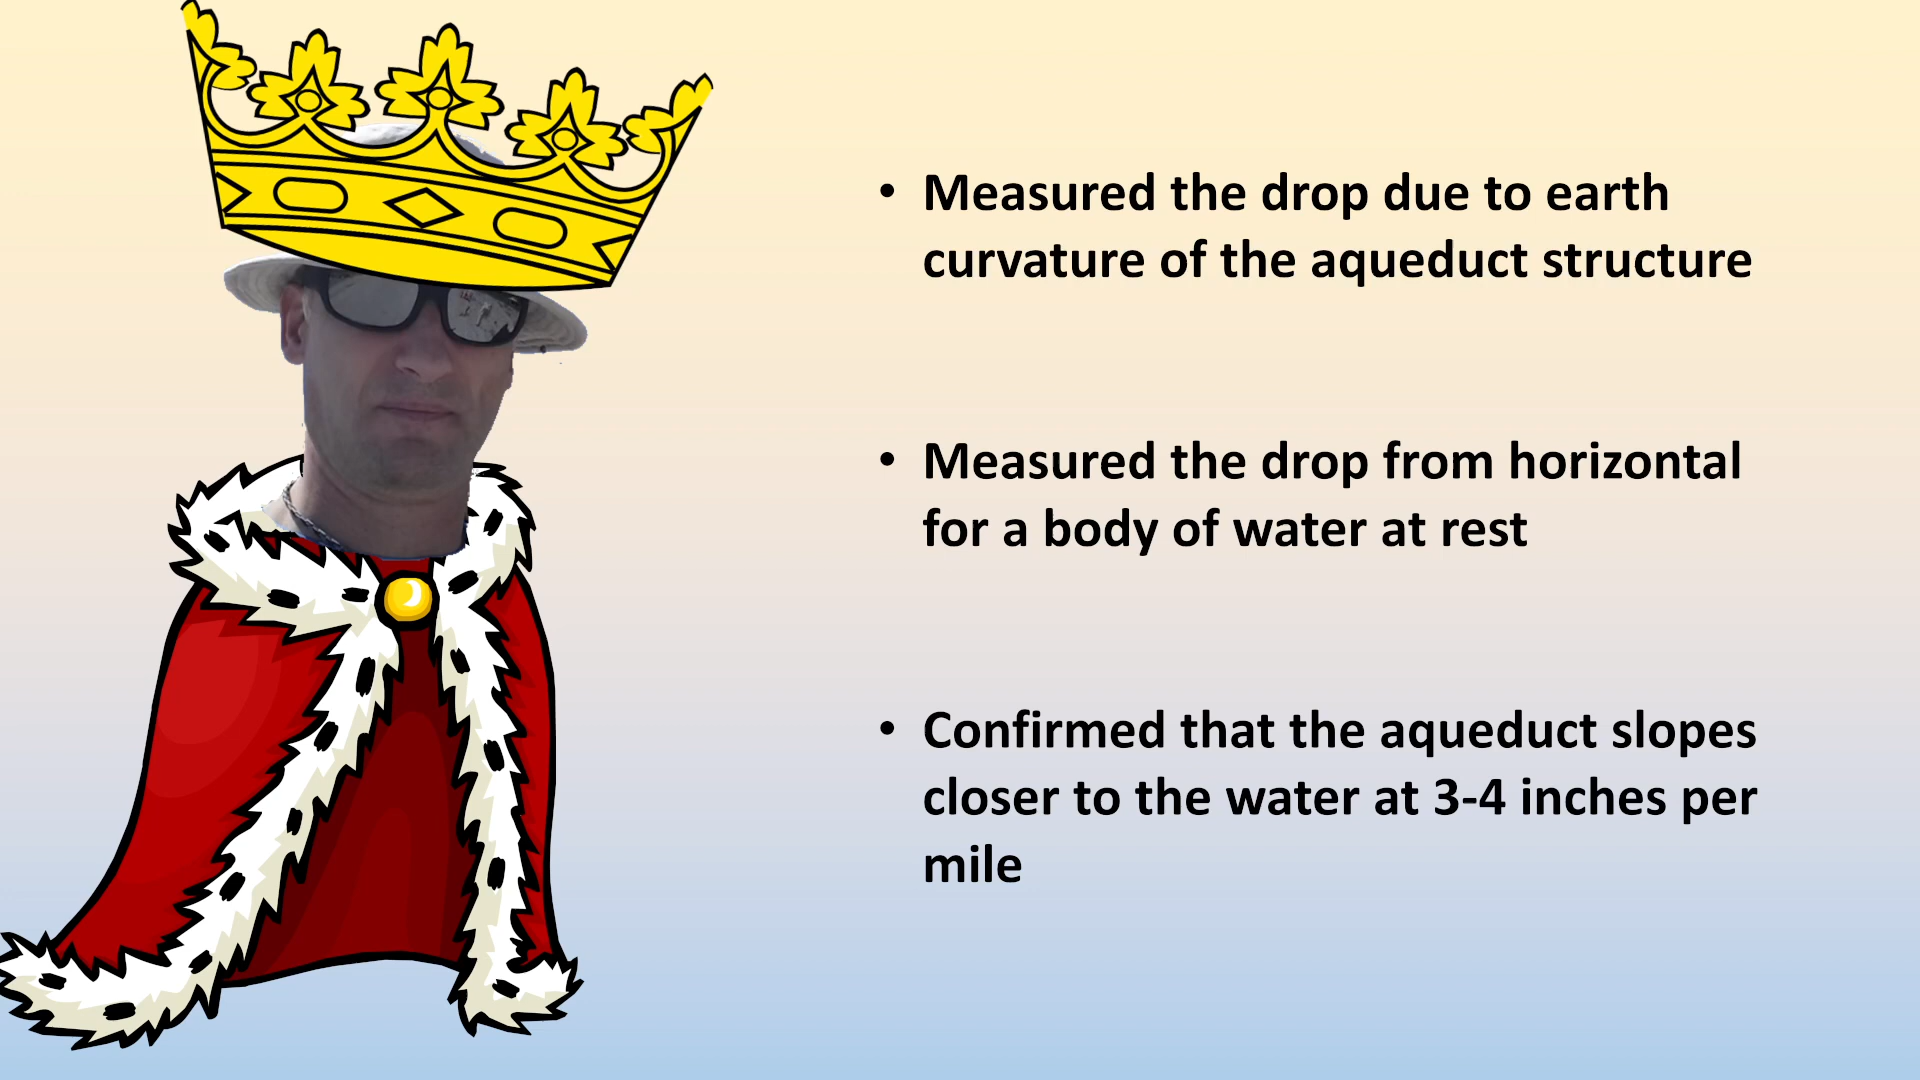 • Measured the drop due to earth
curvature of the aqueduct structure
• Measured the drop from horizontal
for a body of water at rest
• Confirmed that the aqueduct slopes
closer to the water at 3-4 inches per
mile